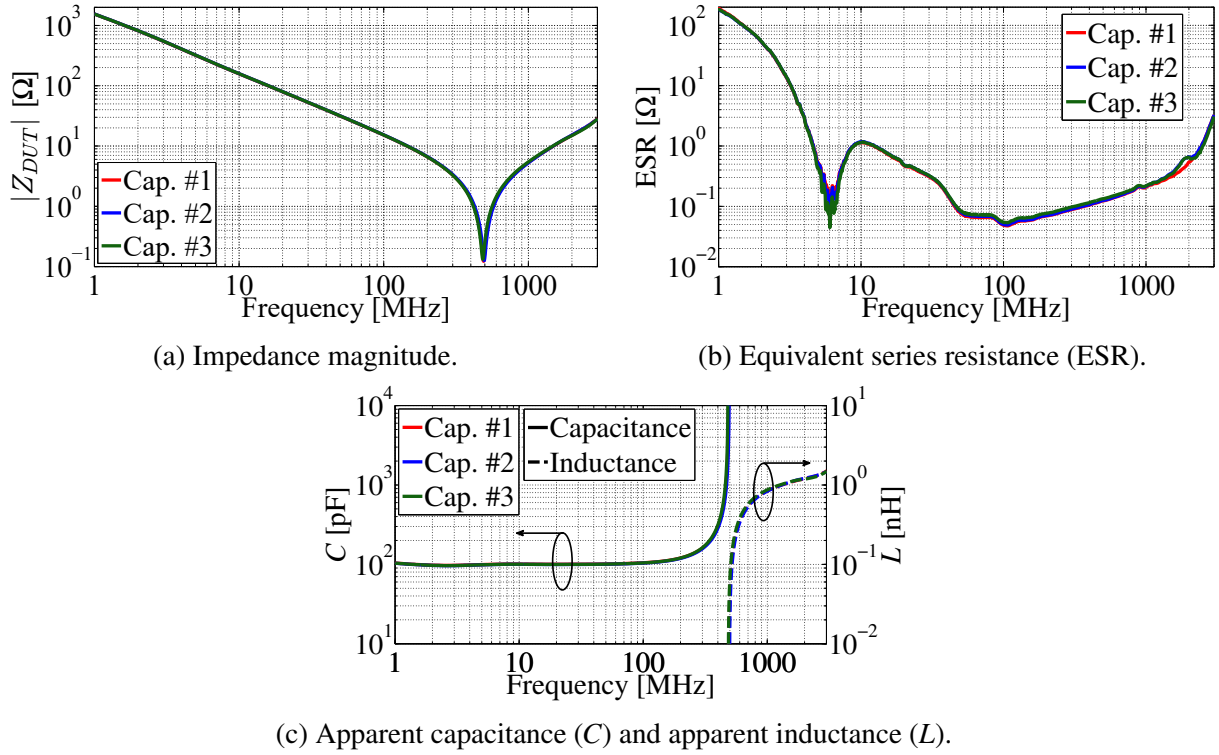 10^3
10^2
10^1
10^0
10^-1
|Z_DUT| [Ω]
Cap. #1
Cap. #2
Cap. #3
1
10
100
1000
Frequency [MHz]
(a) Impedance magnitude.
10^2
10^1
10^0
10^-1
10^-2
ESR [Ω]
Cap. #1
Cap. #2
Cap. #3
1
10
100
1000
Frequency [MHz]
(b) Equivalent series resistance (ESR).
10^4
10^3
10^2
10^1
C [pF]
Cap. #1
Cap. #2
Cap. #3
Capacitance
Inductance
10^1
10^0
10^-1
10^-2
L [nH]
1
10
100
1000
Frequency [MHz]
(c) Apparent capacitance (C) and apparent inductance (L).